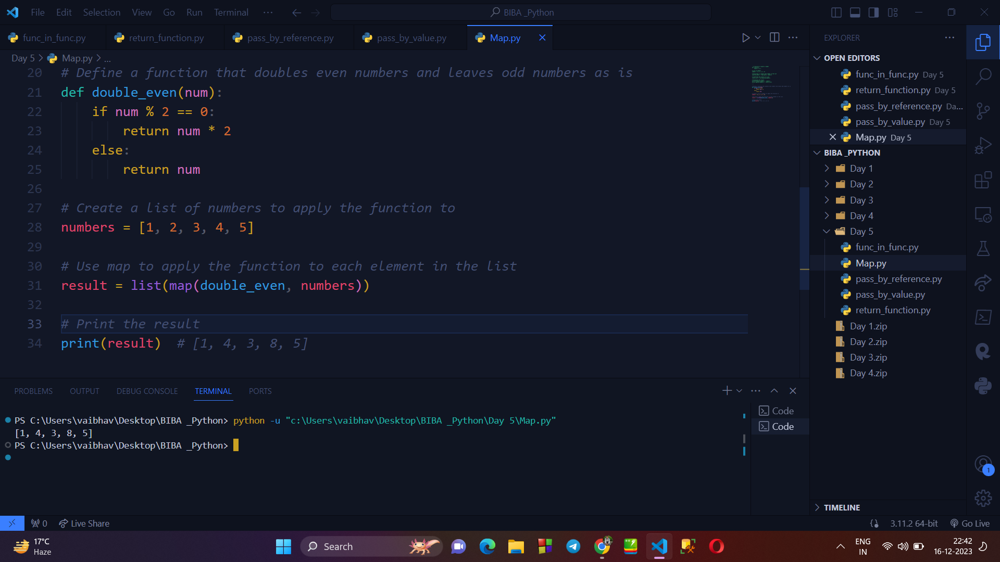 File Edit Selection View Go Run Terminal ... BIBA _Python
func_in_func.py return_function.py pass_by_reference.py pass_by_value.py Map.py
Day 5 > Map.py > ...
20 # Define a function that doubles even numbers and leaves odd numbers as is
21 def double_even(num):
22 if num % 2 == 0:
23 return num * 2
24 else:
25 return num
26
27 # Create a list of numbers to apply the function to
28 numbers = [1, 2, 3, 4, 5]
29
30 # Use map to apply the function to each element in the list
31 result = list(map(double_even, numbers))
32
33 # Print the result
34 print(result) # [1, 4, 3, 8, 5]
EXPLORER
OPEN EDITORS
func_in_func.py Day 5
return_function.py Day 5
pass_by_reference.py Da...
pass_by_value.py Day 5
Map.py Day 5
BIBA _PYTHON
Day 1
Day 2
Day 3
Day 4
Day 5
func_in_func.py
Map.py
pass_by_reference.py
pass_by_value.py
return_function.py
Day 1.zip
Day 2.zip
Day 3.zip
Day 4.zip
TIMELINE
1
PROBLEMS OUTPUT DEBUG CONSOLE TERMINAL PORTS
PS C:\Users\vaibhav\Desktop\BIBA _Python> python -u "c:\Users\vaibhav\Desktop\BIBA _Python\Day 5\Map.py"
[1, 4, 3, 8, 5]
PS C:\Users\vaibhav\Desktop\BIBA _Python>
Code
Code
0 Live Share 3.11.2 64-bit Go Live
17°C
Haze
Search
ENG
IN
22:42
16-12-2023